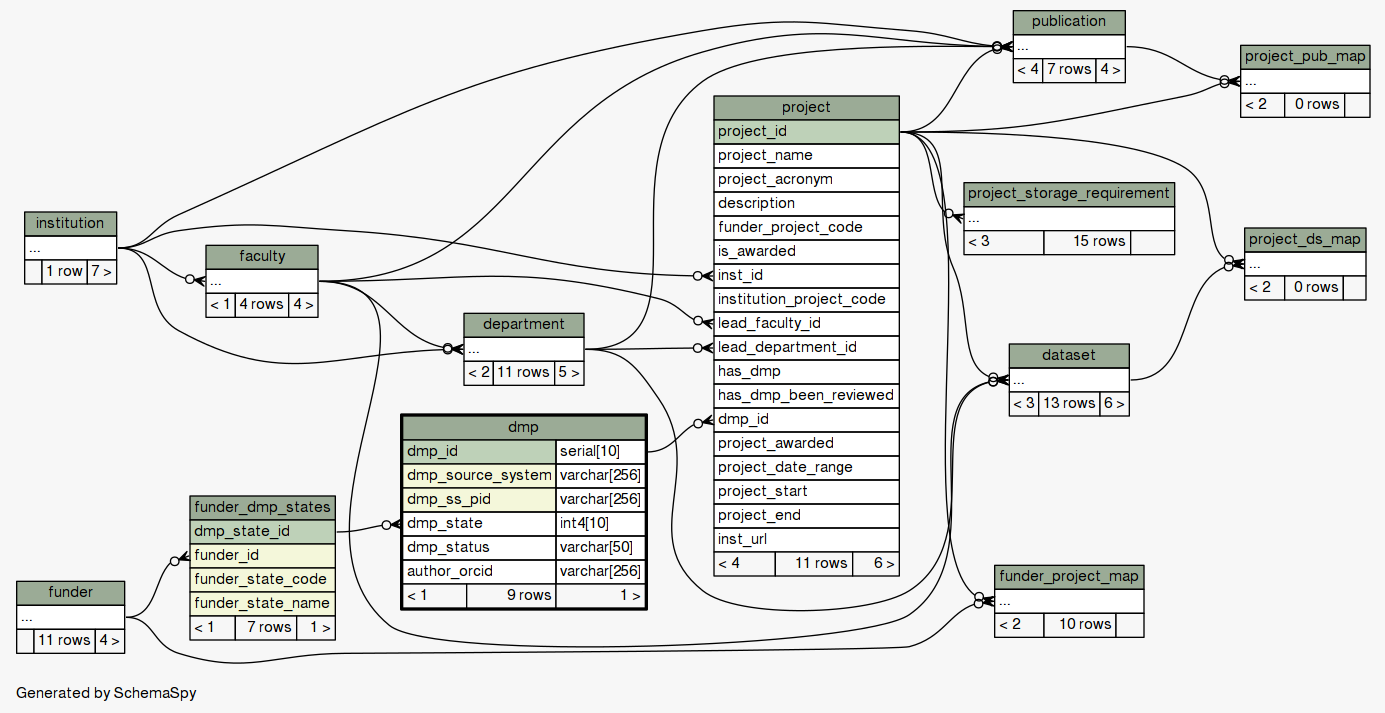 publication
...
< 4 7 rows 4 >
project_pub_map
...
< 2 0 rows
project
project_id
project_name
project_acronym
description
funder_project_code
is_awarded
inst_id
institution_project_code
lead_faculty_id
lead_department_id
has_dmp
has_dmp_been_reviewed
dmp_id
project_awarded
project_date_range
project_start
project_end
inst_url
< 4 11 rows 6 >
project_storage_requirement
...
< 3 15 rows
project_ds_map
...
< 2 0 rows
institution
...
1 row 7 >
faculty
...
< 1 4 rows 4 >
department
...
< 2 11 rows 5 >
dataset
...
< 3 13 rows 6 >
dmp
dmp_id serial[10]
dmp_source_system varchar[256]
dmp_ss_pid varchar[256]
dmp_state int4[10]
dmp_status varchar[50]
author_orcid varchar[256]
< 1 9 rows 1 >
funder_dmp_states
dmp_state_id
funder_id
funder_state_code
funder_state_name
< 1 7 rows 1 >
funder
...
11 rows 4 >
funder_project_map
...
< 2 10 rows
Generated by SchemaSpy